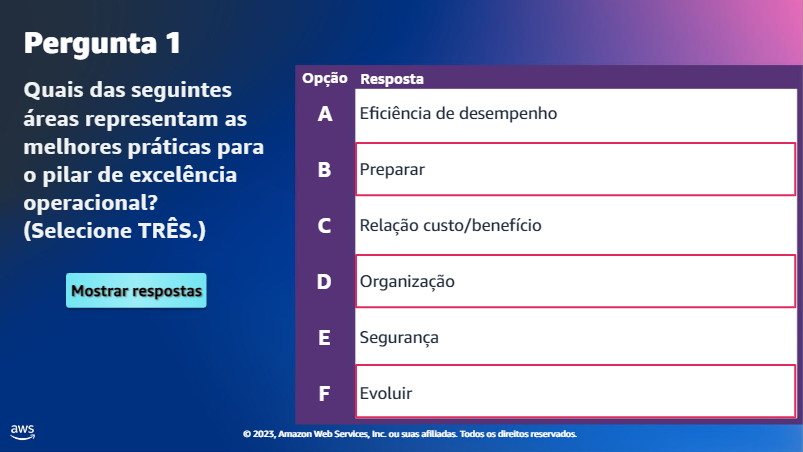 Pergunta 1
Quais das seguintes
áreas representam as
melhores práticas para
o pilar de excelência
operacional?
(Selecione TRÊS.)
Mostrar respostas
Opção Resposta
A Eficiência de desempenho
B Preparar
C Relação custo/benefício
D Organização
E Segurança
F Evoluir
aws
© 2023, Amazon Web Services, Inc. ou suas afiliadas. Todos os direitos reservados.